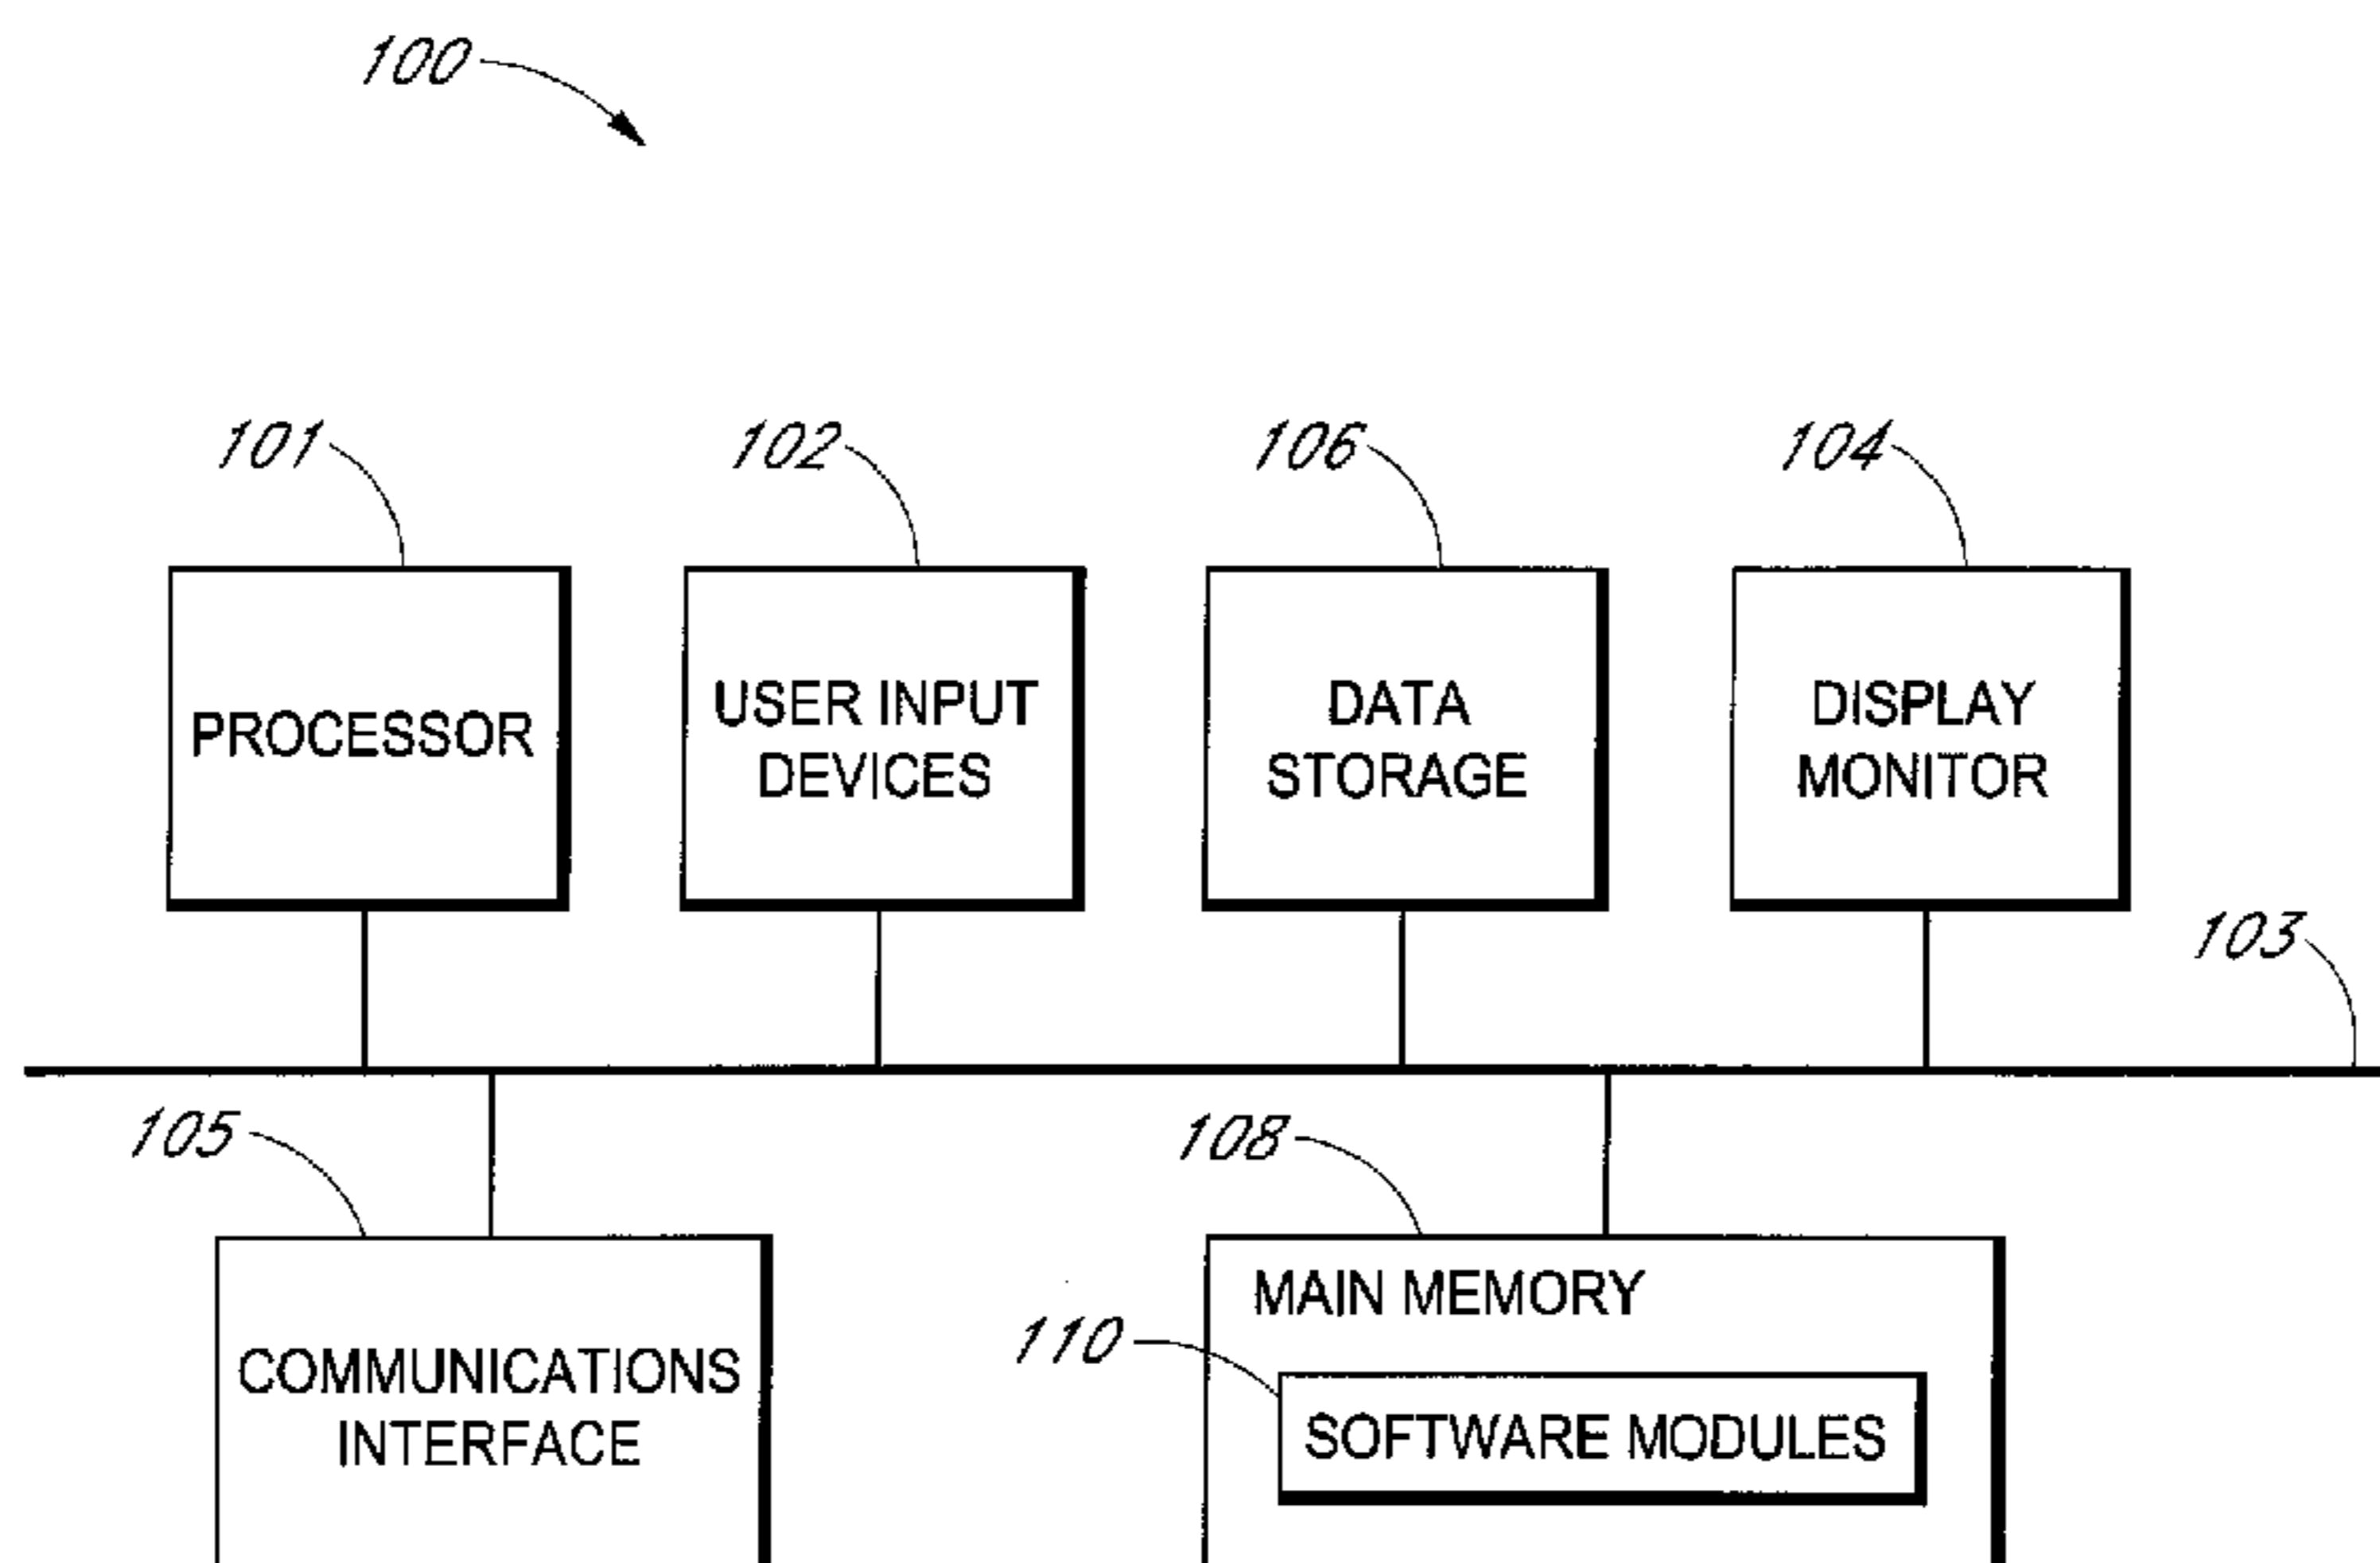 100
101
102
106
104
PROCESSOR
USER INPUT
DEVICES
DATA
STORAGE
DISPLAY
MONITOR
103
105
108
COMMUNICATIONS
INTERFACE
MAIN MEMORY
110
SOFTWARE MODULES